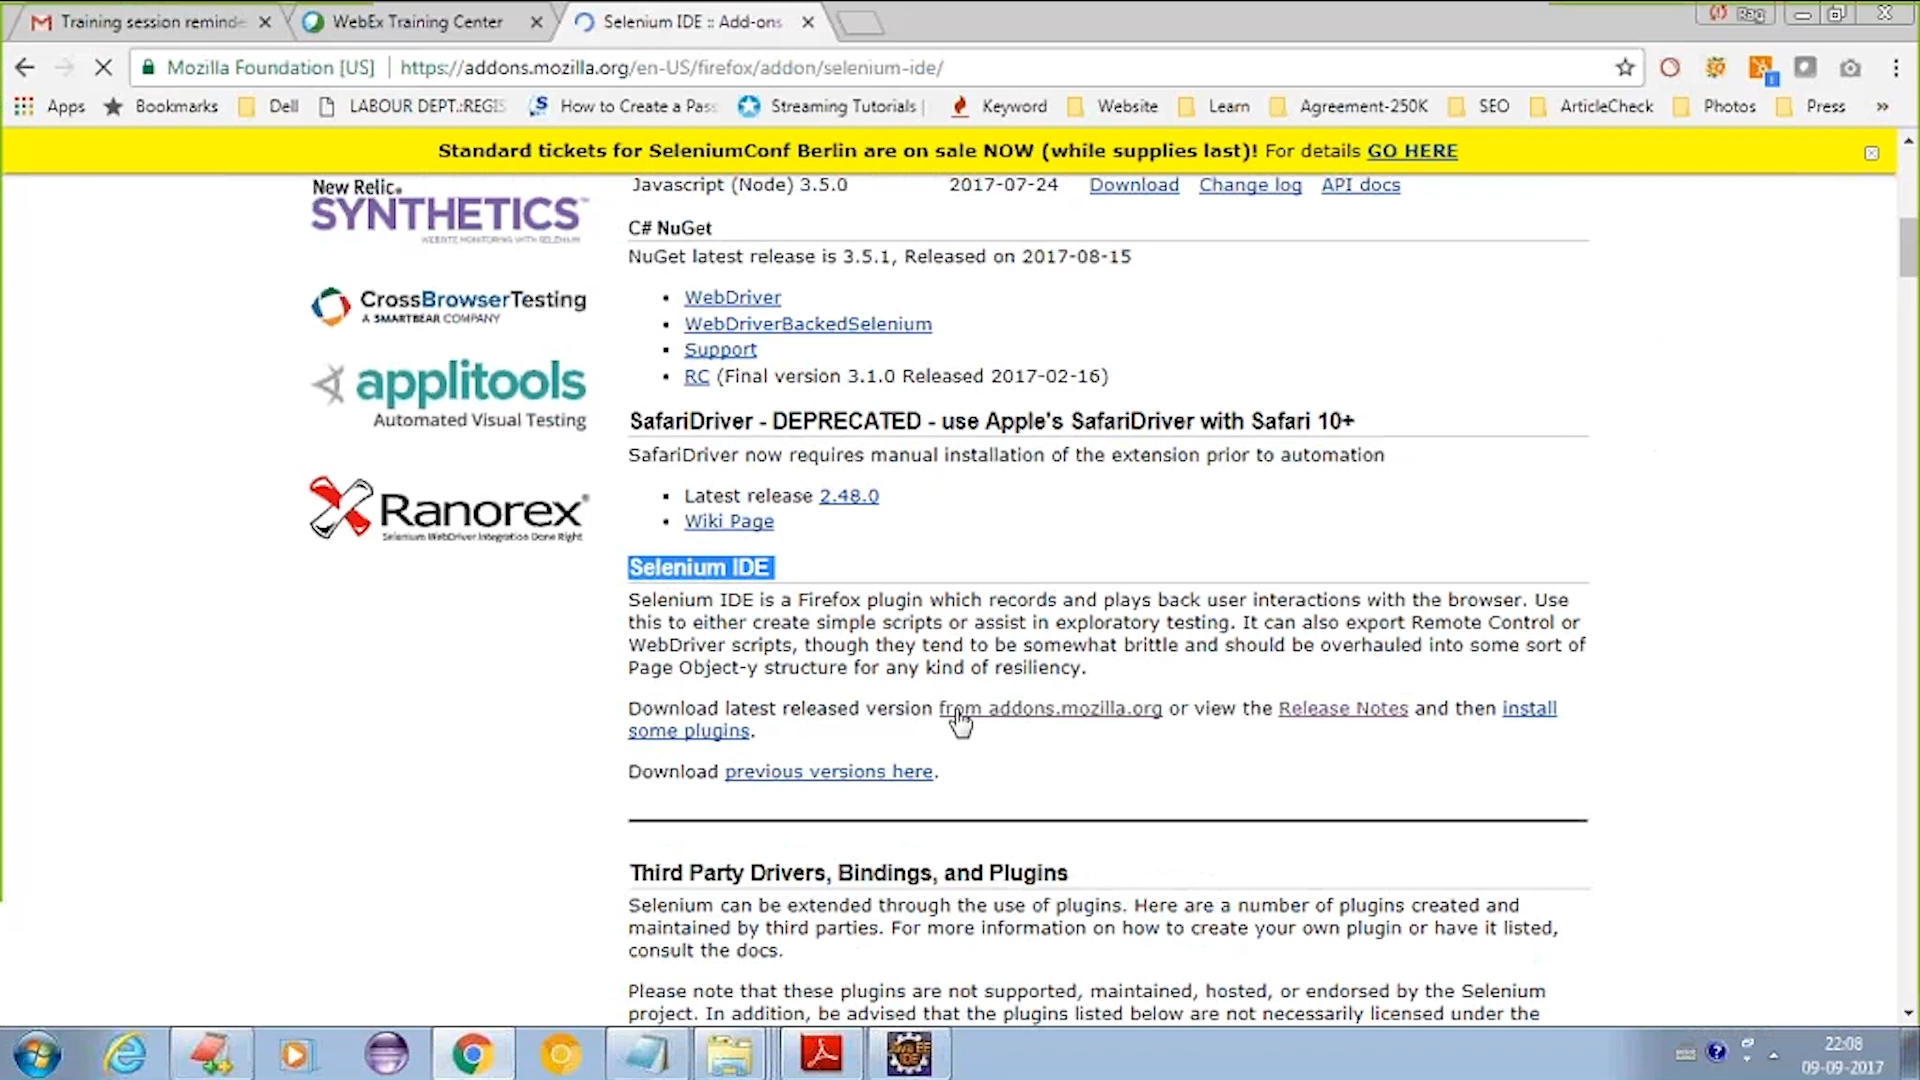 Training session reminde
WebEx Training Center
Selenium IDE :: Add-ons
Rag
Mozilla Foundation [US]
https://addons.mozilla.org/en-US/firefox/addon/selenium-ide/
Apps
Bookmarks
Dell
LABOUR DEPT.:REGIS
How to Create a Pass
Streaming Tutorials |
Keyword
Website
Learn
Agreement-250K
SEO
ArticleCheck
Photos
Press
»
Standard tickets for SeleniumConf Berlin are on sale NOW (while supplies last)! For details GO HERE
New Relic.
SYNTHETICS™
WEBSITE MONITORING WITH SELENIUM
CrossBrowserTesting
A SMARTBEAR COMPANY
applitools
Automated Visual Testing
Ranorex®
Selenium WebDriver Integration Done Right
Javascript (Node) 3.5.0 2017-07-24 Download Change log API docs
C# NuGet
NuGet latest release is 3.5.1, Released on 2017-08-15
WebDriver
WebDriverBackedSelenium
Support
RC (Final version 3.1.0 Released 2017-02-16)
SafariDriver - DEPRECATED - use Apple's SafariDriver with Safari 10+
SafariDriver now requires manual installation of the extension prior to automation
Latest release 2.48.0
Wiki Page
Selenium IDE
Selenium IDE is a Firefox plugin which records and plays back user interactions with the browser. Use
this to either create simple scripts or assist in exploratory testing. It can also export Remote Control or
WebDriver scripts, though they tend to be somewhat brittle and should be overhauled into some sort of
Page Object-y structure for any kind of resiliency.
Download latest released version from addons.mozilla.org or view the Release Notes and then install
some plugins.
Download previous versions here.
Third Party Drivers, Bindings, and Plugins
Selenium can be extended through the use of plugins. Here are a number of plugins created and
maintained by third parties. For more information on how to create your own plugin or have it listed,
consult the docs.
Please note that these plugins are not supported, maintained, hosted, or endorsed by the Selenium
project. In addition, be advised that the plugins listed below are not necessarily licensed under the
Java EE
IDE
22:08
09-09-2017